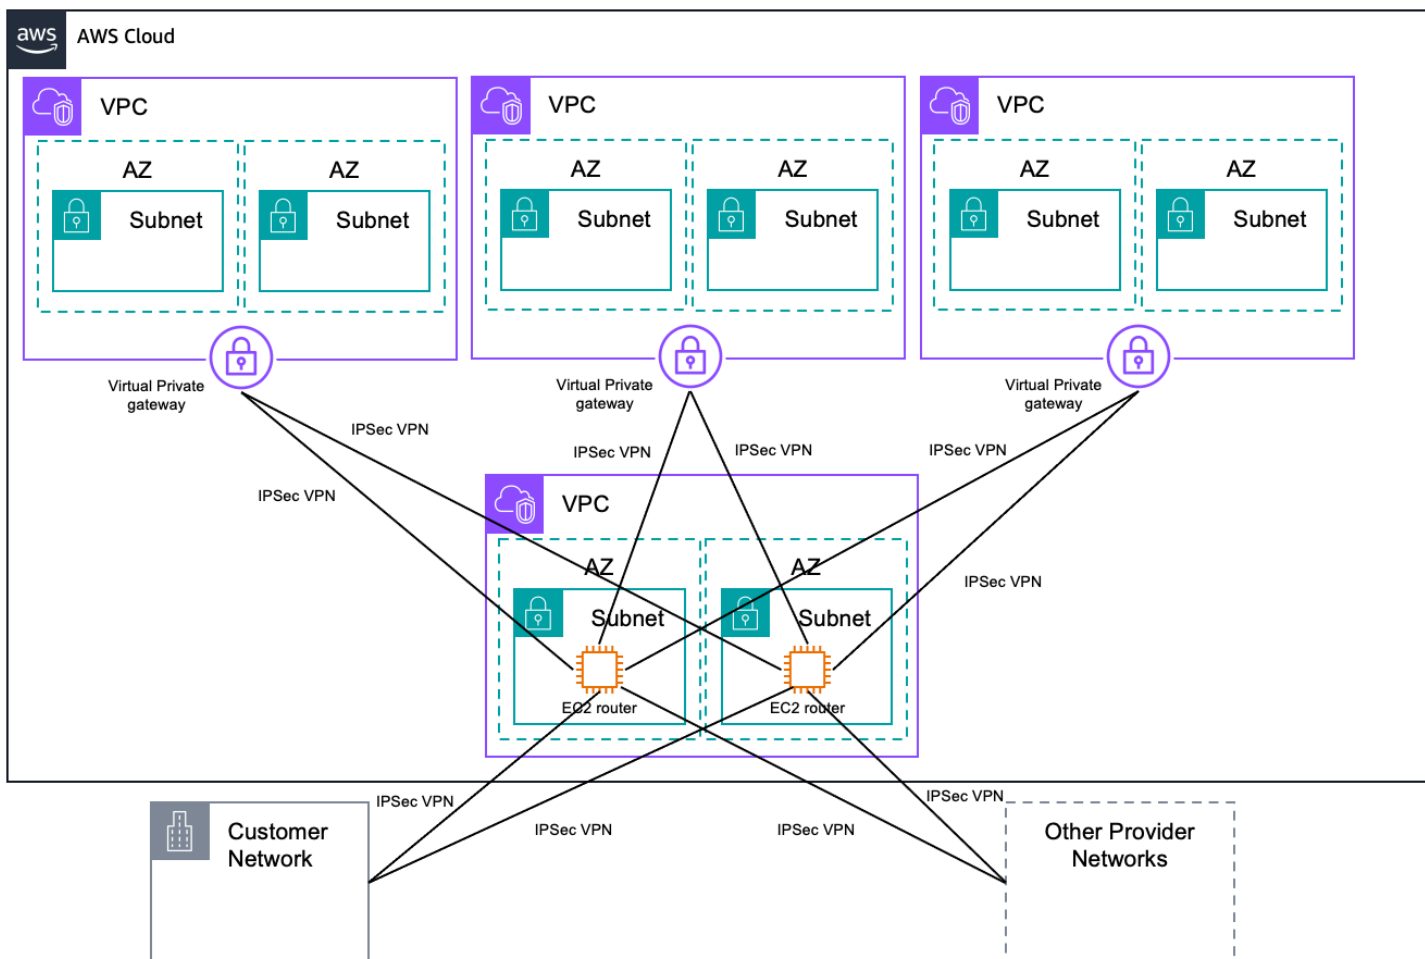 aws
AWS Cloud
VPC
VPC
VPC
AZ
AZ
AZ
AZ
AZ
AZ
Subnet
Subnet
Subnet
Subnet
Subnet
Subnet
Virtual Private
gateway
Virtual Private
gateway
Virtual Private
gateway
IPSec VPN
IPSec VPN
IPSec VPN
IPSec VPN
IPSec VPN
IPSec VPN
VPC
AZ
AZ
Subnet
Subnet
EC2 router
EC2 router
IPSec VPN
IPSec VPN
IPSec VPN
IPSec VPN
Customer
Network
Other Provider
Networks